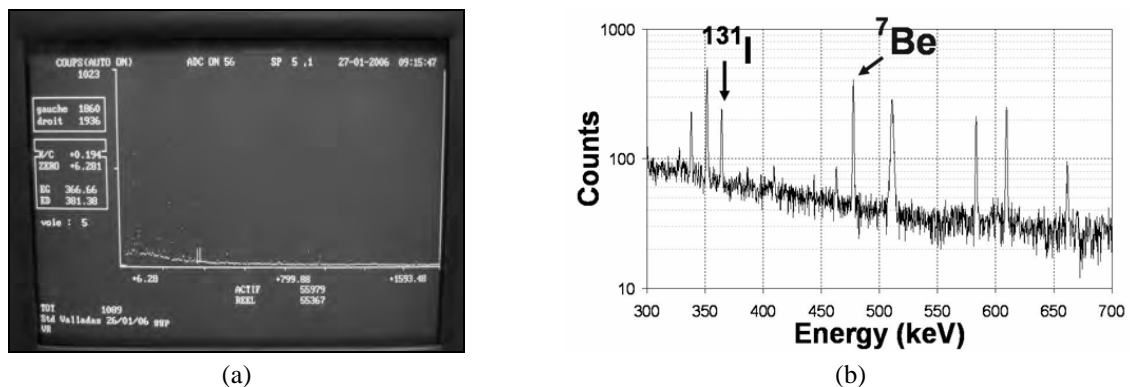 COUPS(AUTO ON) ADC ON 56 SP 5 ,1 27-01-2006 09:15:47
1023
gauche 1860
droit 1936
+0.194
ZERO +6.281
EG 366.66
ED 381.38
voie : 5
+6.28 +799.88 +1593.48
ACTIF 55979
REEL 55367
TOT 1089
Std Valladas 26/01/06
(a)
1000
100
10
Counts
131I
7Be
300 350 400 450 500 550 600 650 700
Energy (keV)
(b)